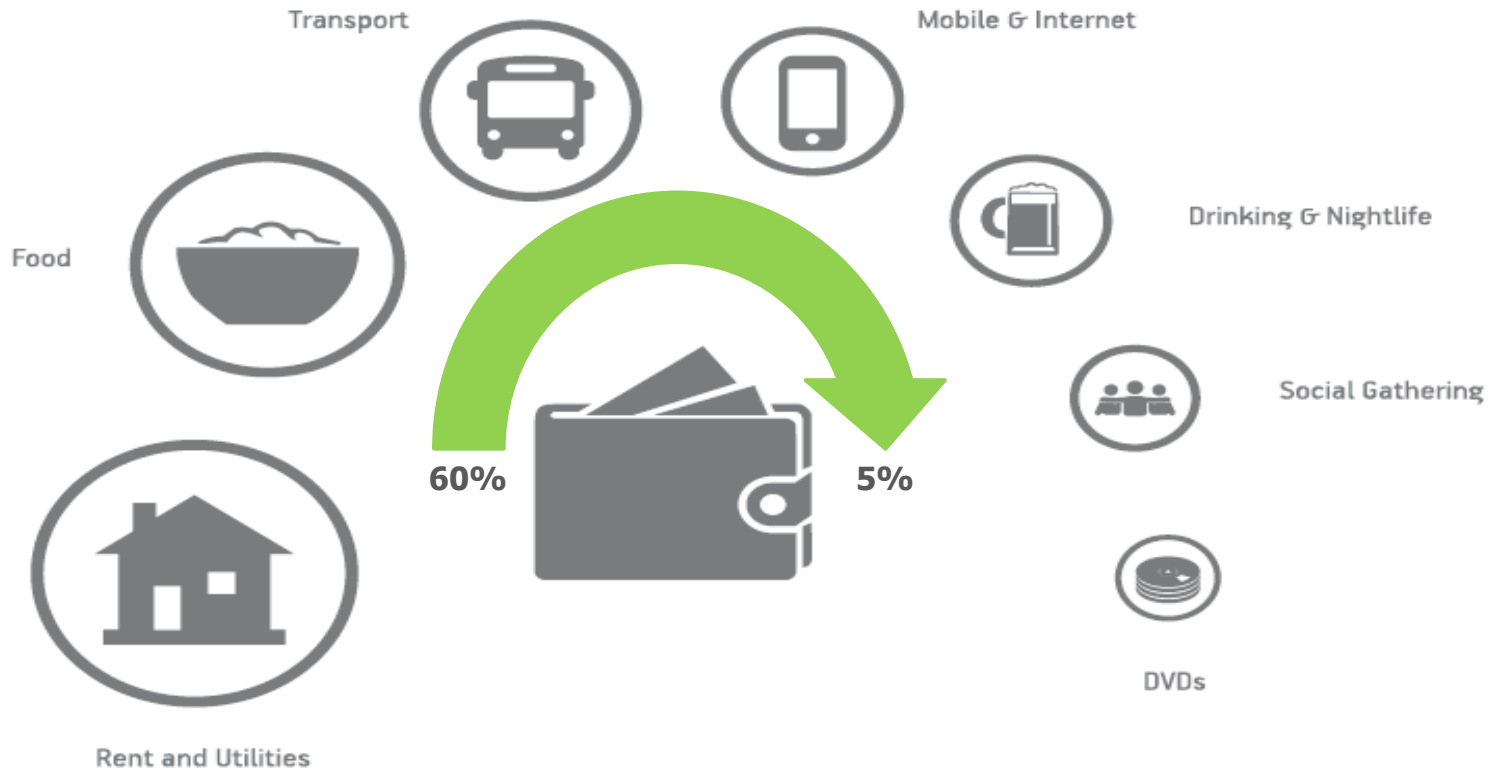 Transport
Mobile & Internet
Drinking & Nightlife
Food
Social Gathering
60%
5%
DVDs
Rent and Utilities